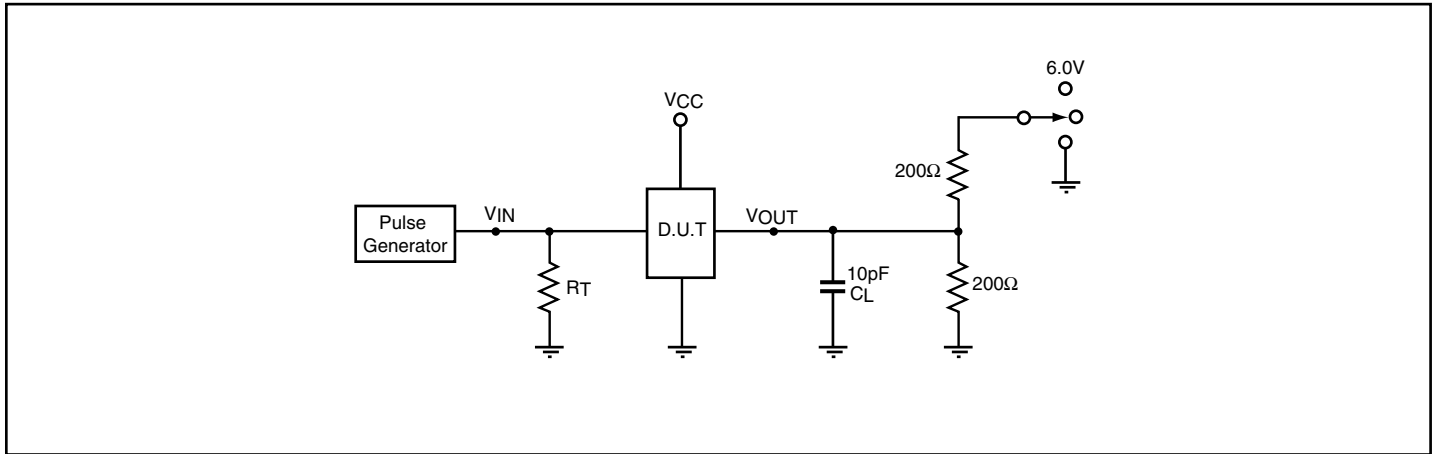 6.0V
VCC
200Ω
Pulse
Generator
VIN
D.U.T
VOUT
RT
10pF
CL
200Ω